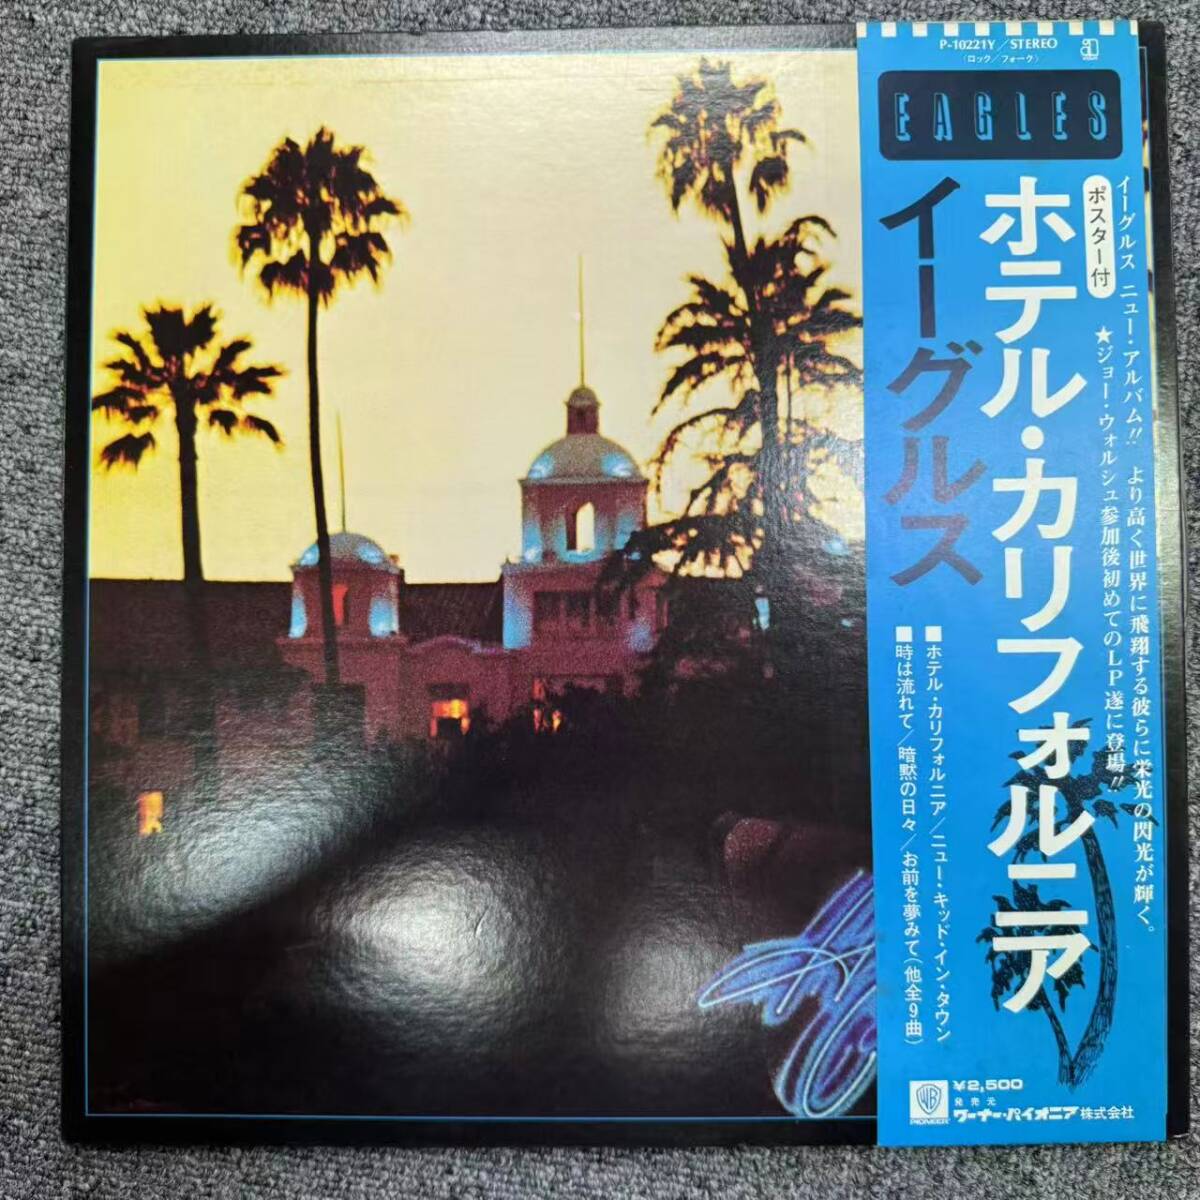 P-10221Y/STEREO
(ロック/フォーク)
EAGLES
イーグルス ニュー・アルバム!! より高く世界に飛翔する彼らに栄光の閃光が輝く。
ポスター付
★ジョー・ウォルシュ参加後初めてのLP遂に登場!!
ホテル・カリフォルニア
イーグルス
■ホテル・カリフォルニア/ニュー・キッド・イン・タウン
■時は流れて/暗黙の日々/お前を夢みて(他全9曲)
WB
PIONEER
¥2,500
発売元
ワーナー・パイオニア株式会社